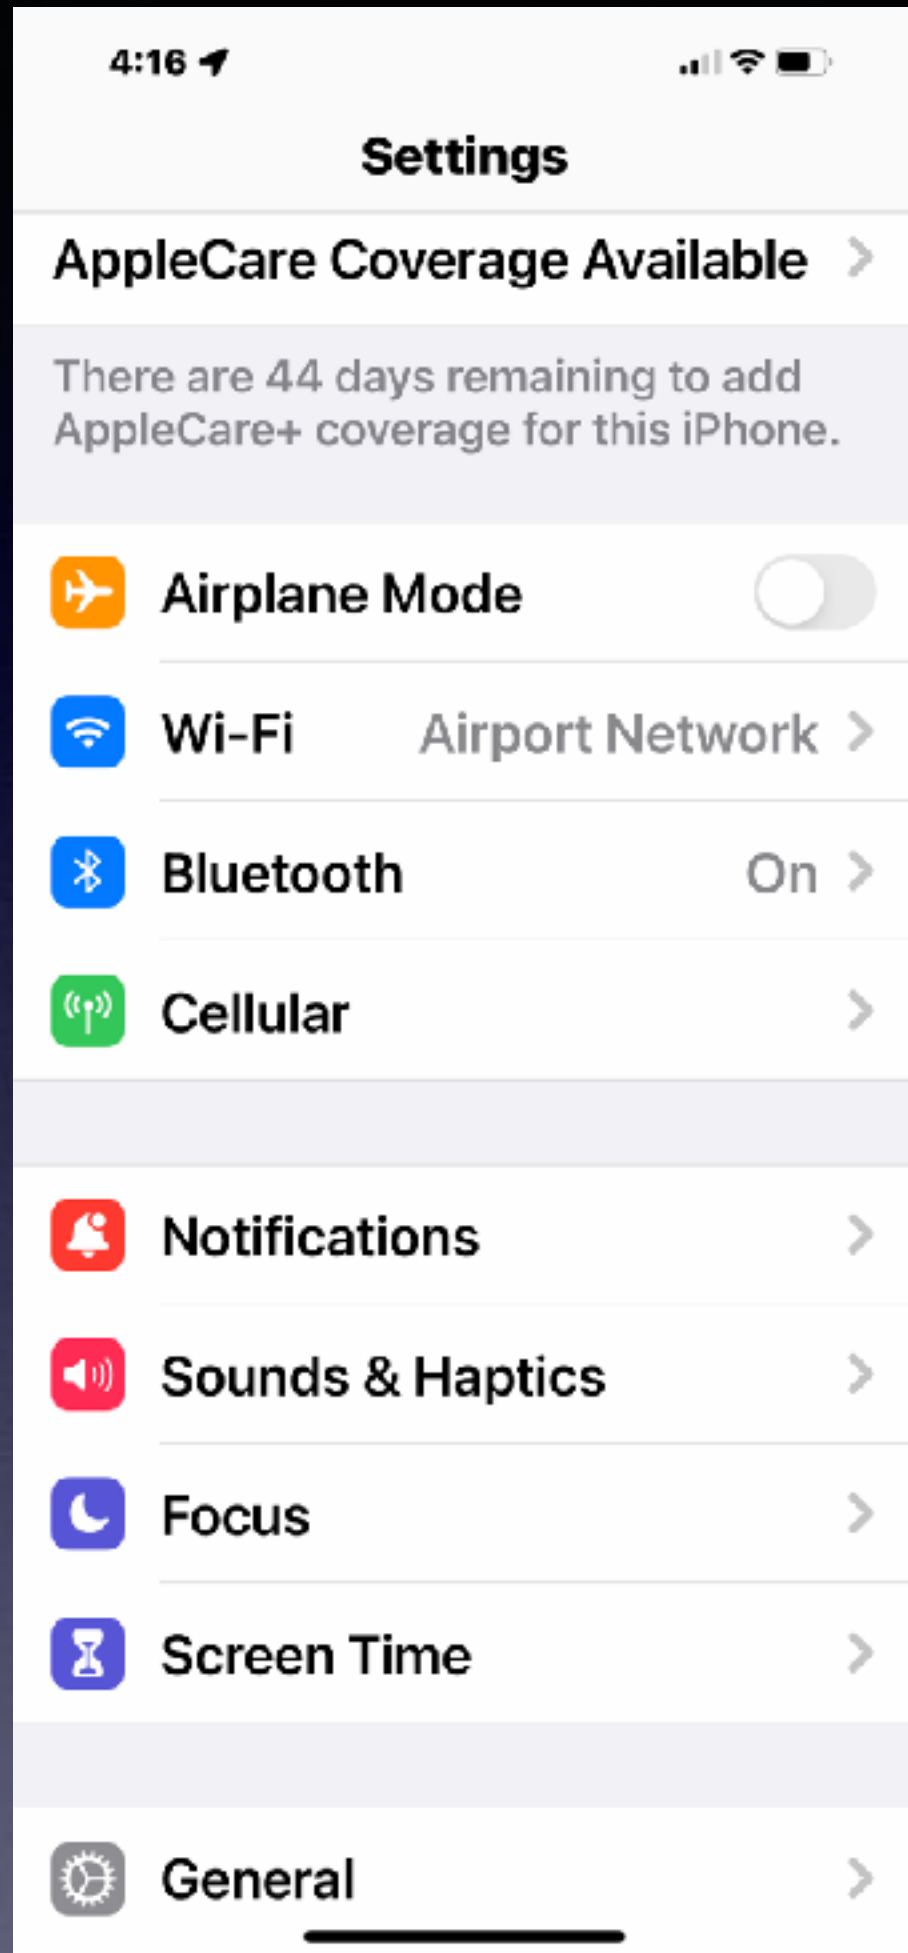 4:16
Settings
AppleCare Coverage Available
There are 44 days remaining to add
AppleCare+ coverage for this iPhone.
Airplane Mode
Wi-Fi Airport Network
Bluetooth On
Cellular
Notifications
Sounds & Haptics
Focus
Screen Time
General